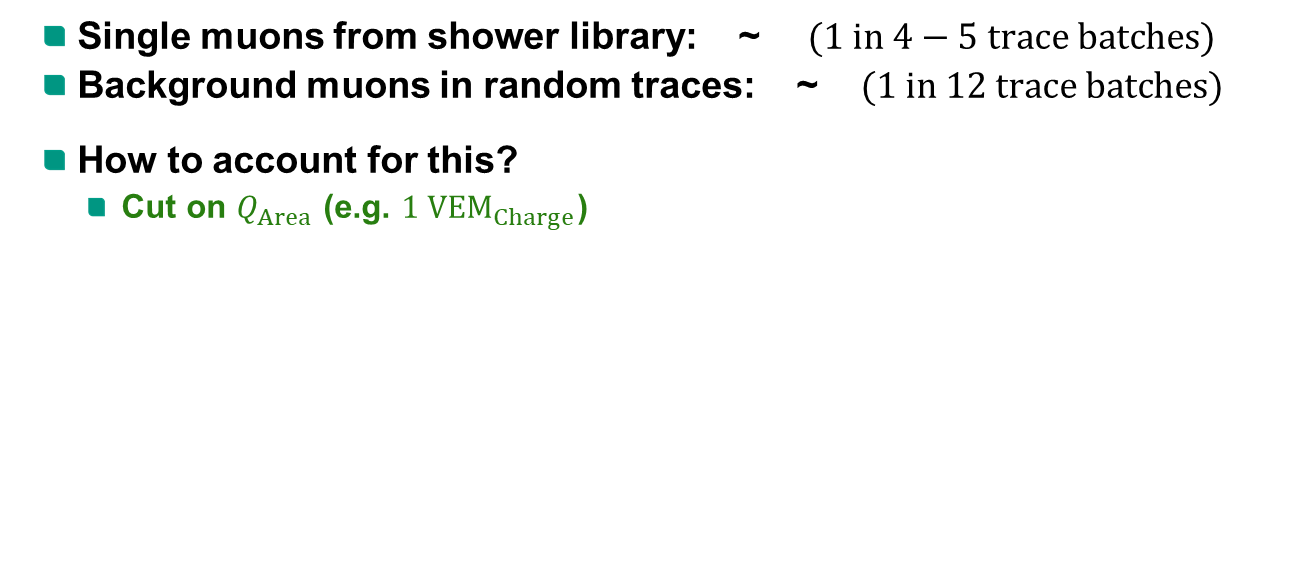 Single muons from shower library: ~ (1 in 4 – 5 trace batches)
Background muons in random traces: ~ (1 in 12 trace batches)
How to account for this?
Cut on Q_Area (e.g. 1 VEM_Charge)